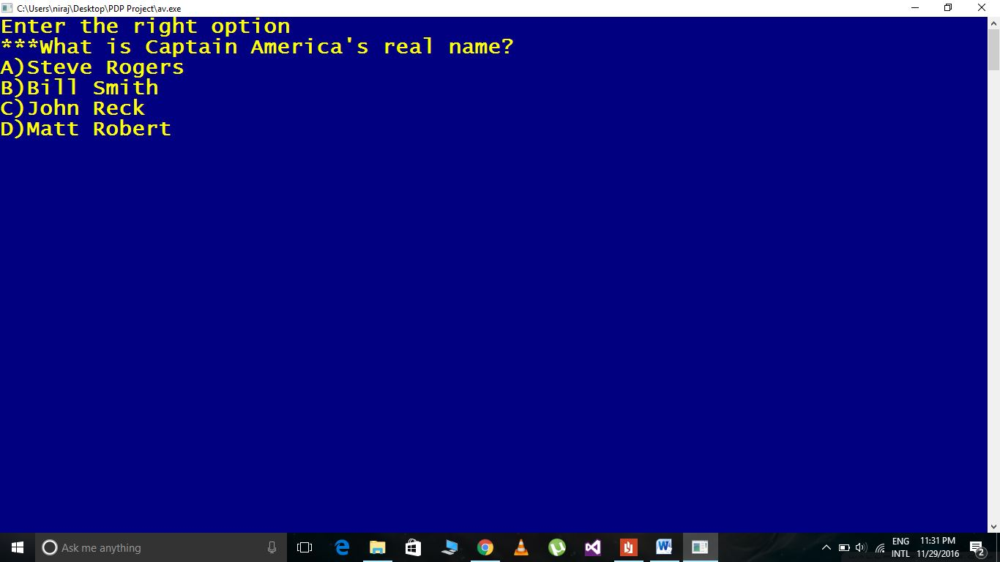 C:\Users\niraj\Desktop\PDP Project\av.exe
Enter the right option
***What is Captain America's real name?
A)Steve Rogers
B)Bill Smith
C)John Reck
D)Matt Robert
Ask me anything
ENG
INTL
11:31 PM
11/29/2016
2